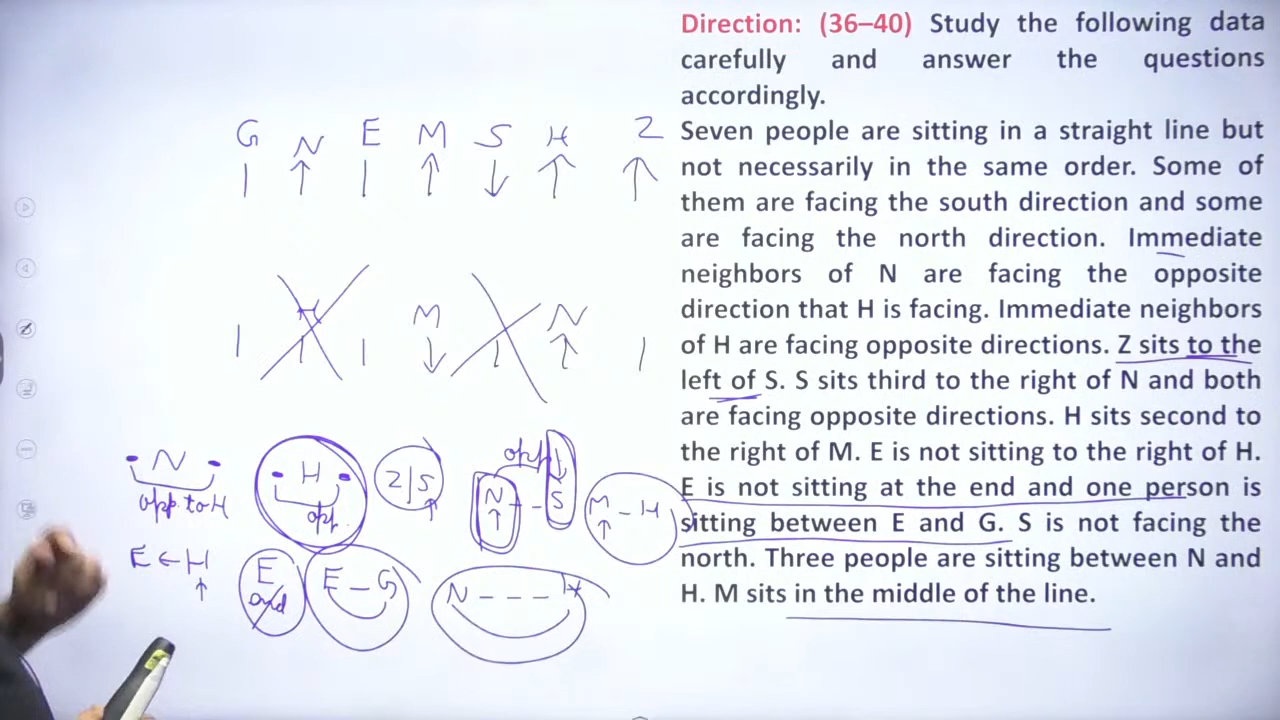 Direction: (36–40) Study the following data
carefully and answer the questions
accordingly.
Seven people are sitting in a straight line but
not necessarily in the same order. Some of
them are facing the south direction and some
are facing the north direction. Immediate
neighbors of N are facing the opposite
direction that H is facing. Immediate neighbors
of H are facing opposite directions. Z sits to the
left of S. S sits third to the right of N and both
are facing opposite directions. H sits second to
the right of M. E is not sitting to the right of H.
E is not sitting at the end and one person is
sitting between E and G. S is not facing the
north. Three people are sitting between N and
H. M sits in the middle of the line.
G N E M S H Z
| ↑ | ↑ ↓ ↑ ↑
H M N
| | | ↓ | ↑ |
N
opp. to H
H
opp.
Z | S
↑
opp
N _ _ S
↑ ↓
M _ H
↑
E ← H
↑
E
end
E _ G
N _ _ _ H